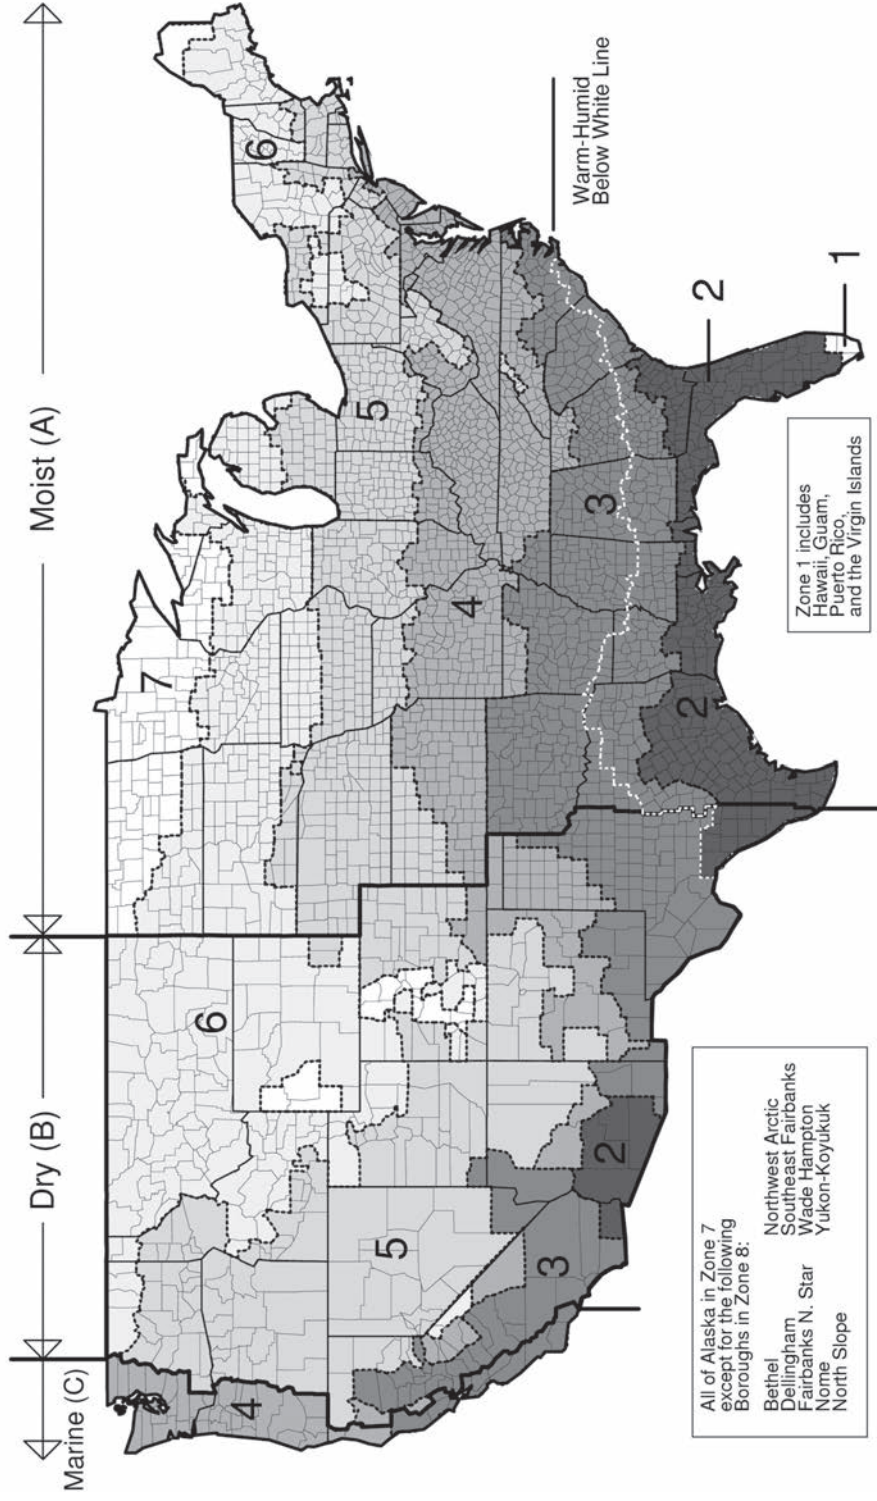 Marine (C)
Dry (B)
Moist (A)
7
6
6
6
5
5
4
4
3
3
2
2
2
1
Warm-Humid
Below White Line
All of Alaska in Zone 7
except for the following
Boroughs in Zone 8:
Bethel
Dellingham
Fairbanks N. Star
Nome
North Slope
Northwest Arctic
Southeast Fairbanks
Wade Hampton
Yukon-Koyukuk
Zone 1 includes
Hawaii, Guam,
Puerto Rico,
and the Virgin Islands